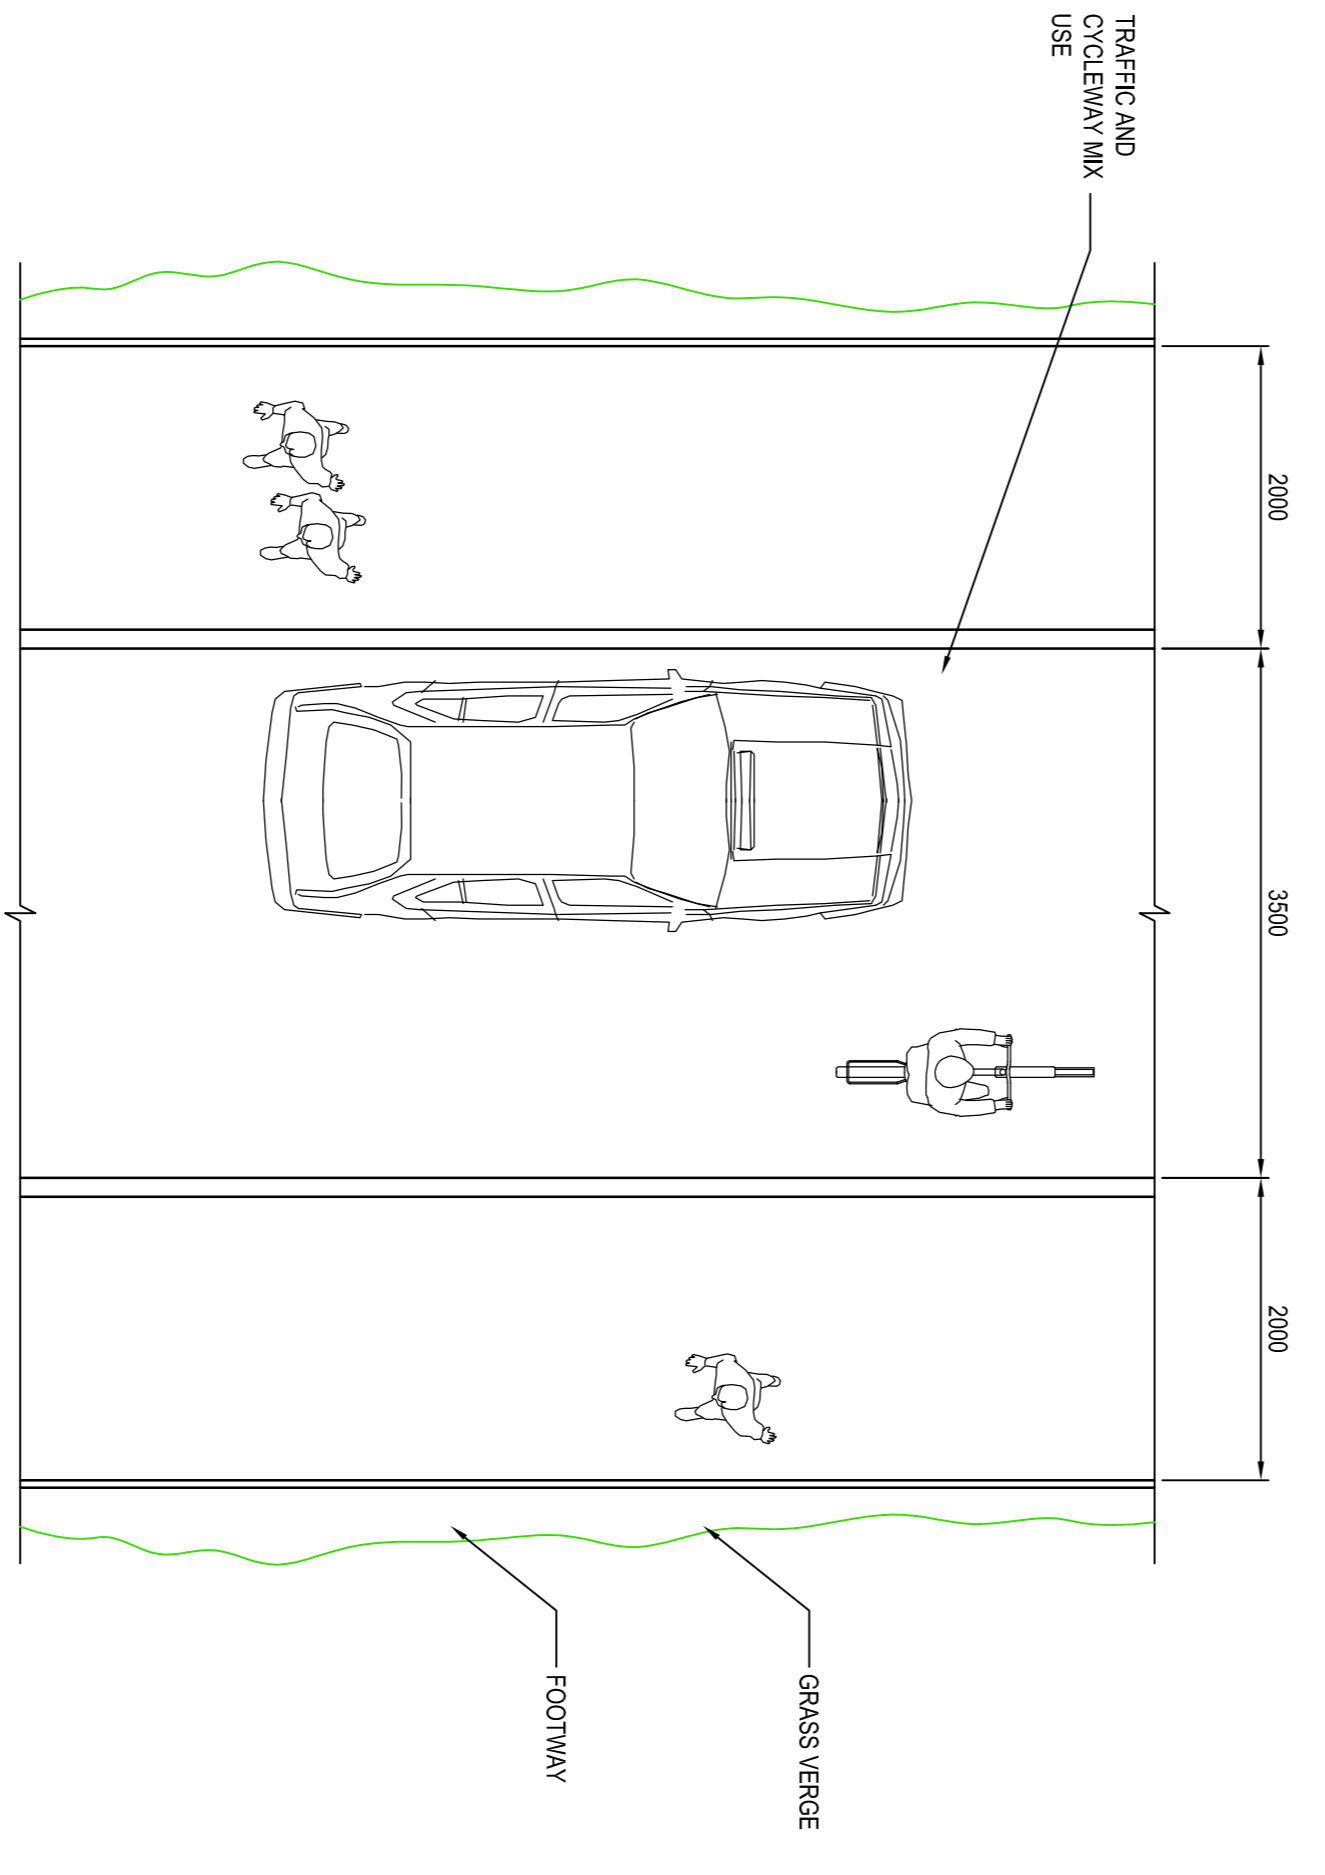 TRAFFIC AND
CYCLEWAY MIX
USE
2000
3500
2000
GRASS VERGE
FOOTWAY